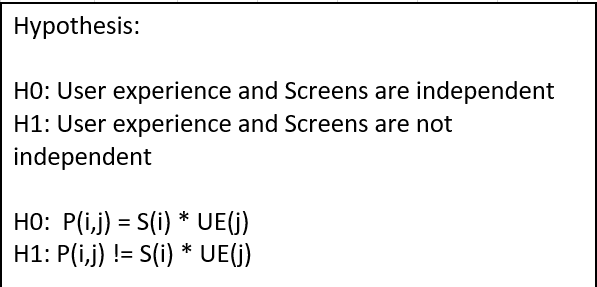 Hypothesis:
H0: User experience and Screens are independent
H1: User experience and Screens are not
independent
H0:  P(i,j) = S(i) * UE(j)
H1: P(i,j) != S(i) * UE(j)